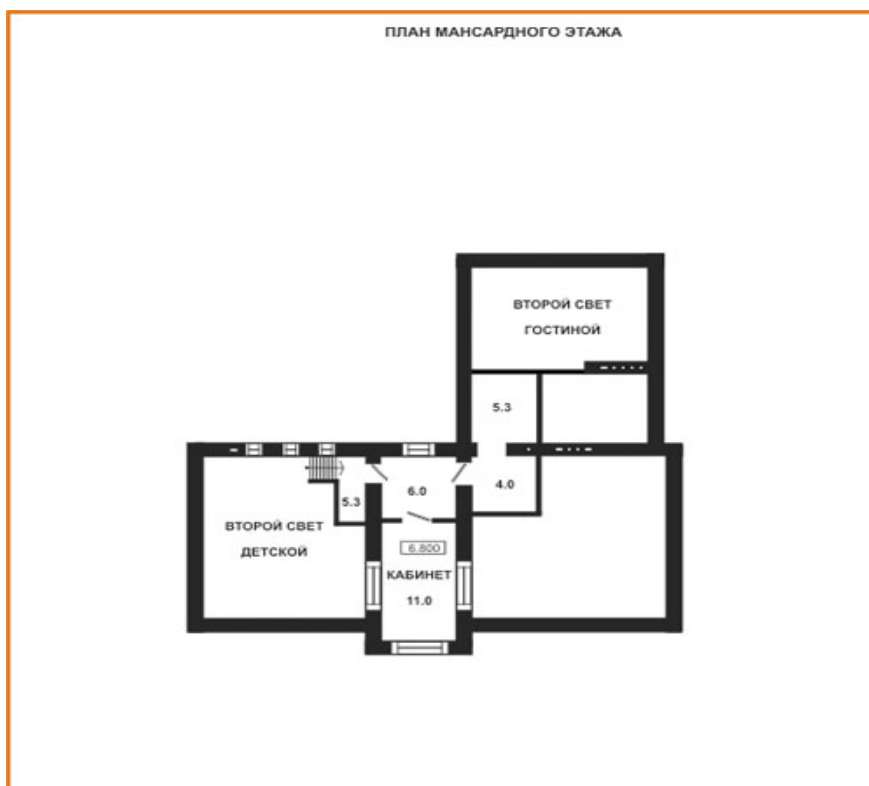 ПЛАН МАНСАРДНОГО ЭТАЖА
ВТОРОЙ СВЕТ
ГОСТИНОЙ
5.3
4.0
6.0
5.3
ВТОРОЙ СВЕТ
ДЕТСКОЙ
6.800
КАБИНЕТ
11.0